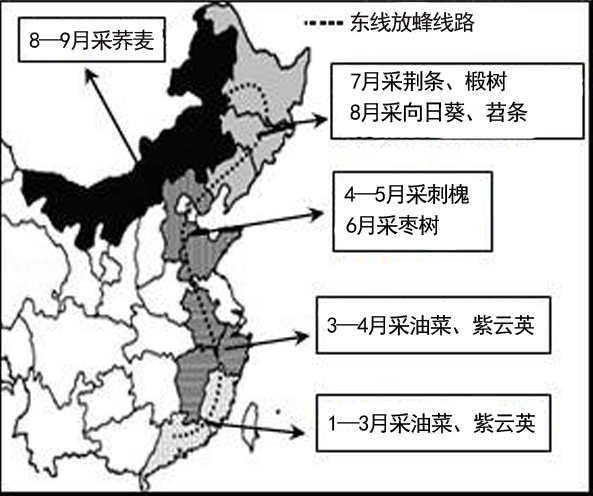 东线放蜂线路
8—9月采荞麦
7月采荆条、椴树
8月采向日葵、苕条
4—5月采刺槐
6月采枣树
3—4月采油菜、紫云英
1—3月采油菜、紫云英